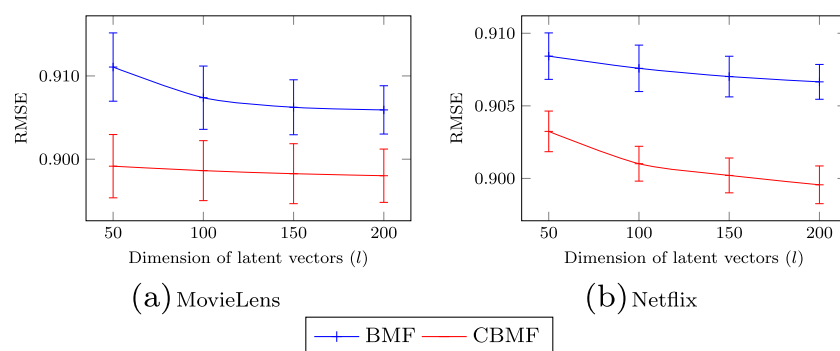 RMSE
0.910
0.900
50 100 150 200
Dimension of latent vectors (l)
(a) MovieLens
RMSE
0.910
0.905
0.900
50 100 150 200
Dimension of latent vectors (l)
(b) Netflix
BMF CBMF